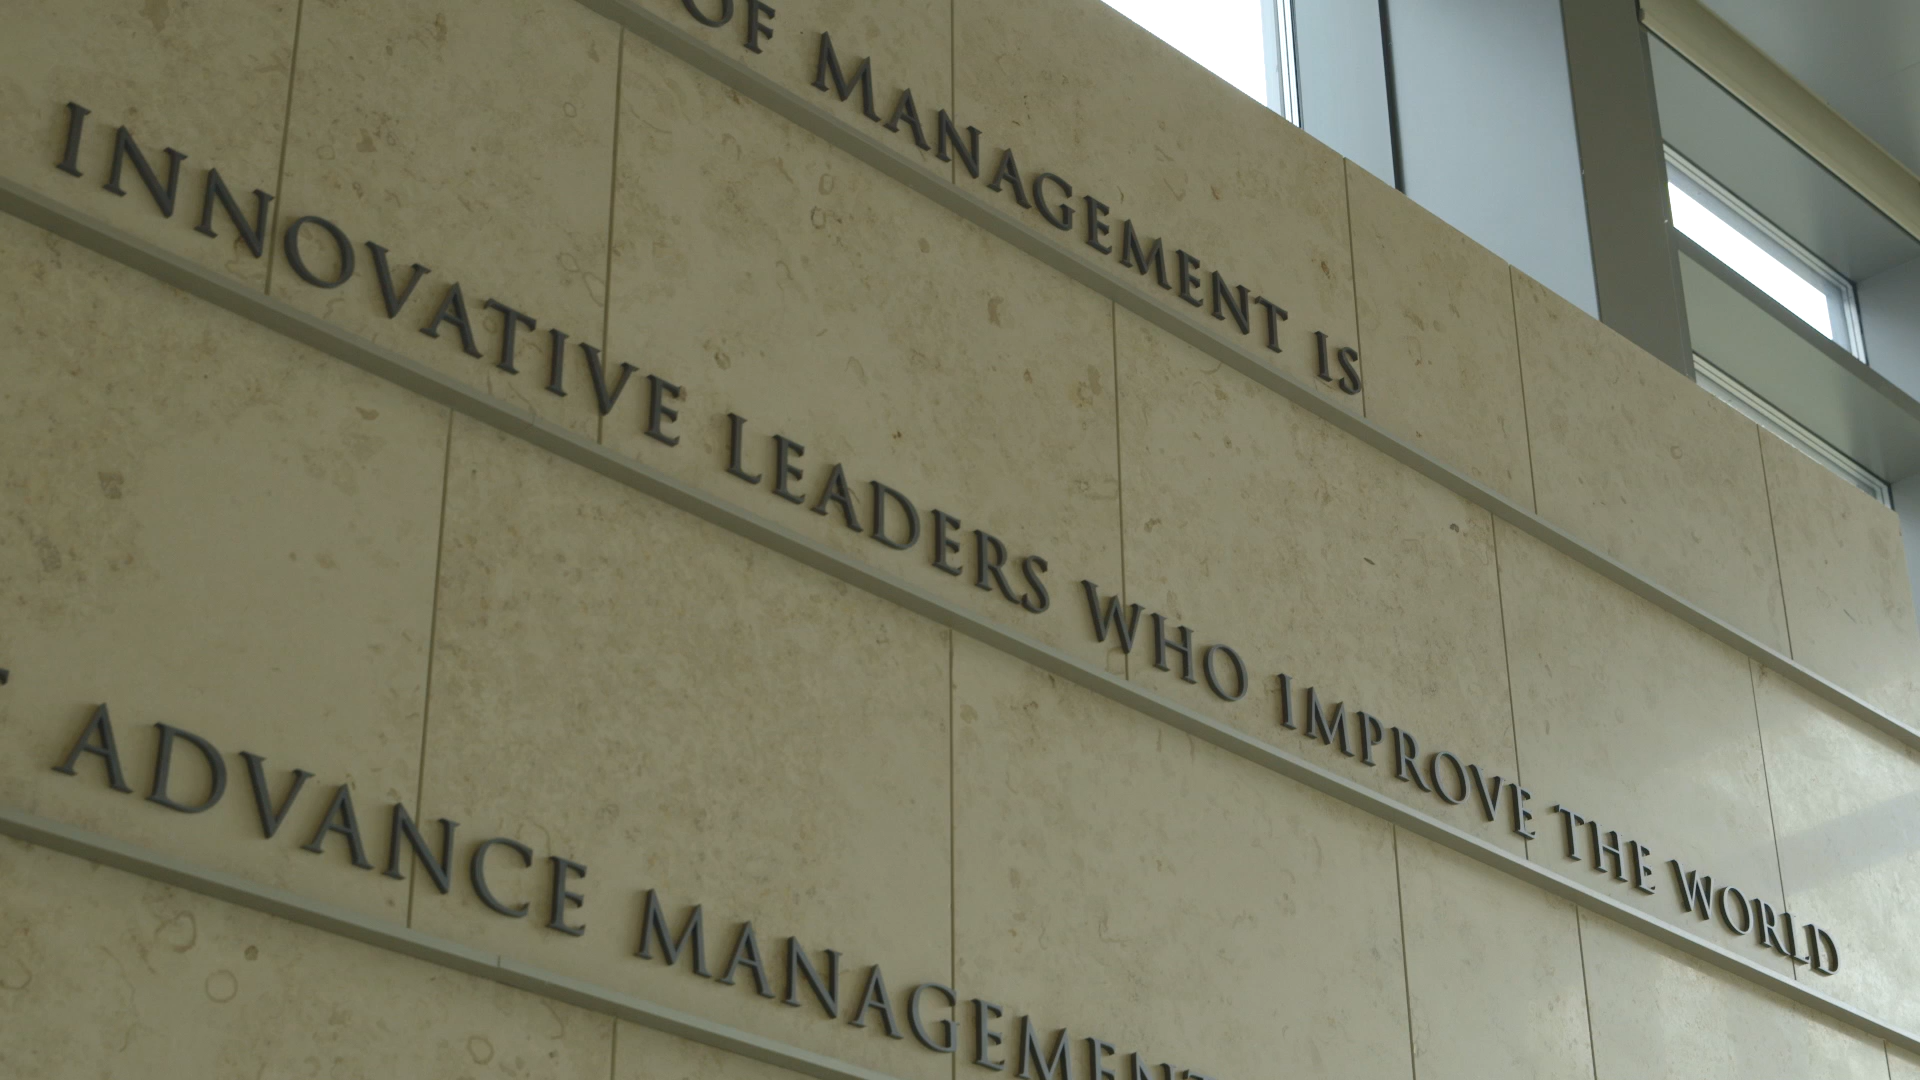 OF MANAGEMENT IS
INNOVATIVE LEADERS WHO IMPROVE THE WORLD
ADVANCE MANAGEMENT